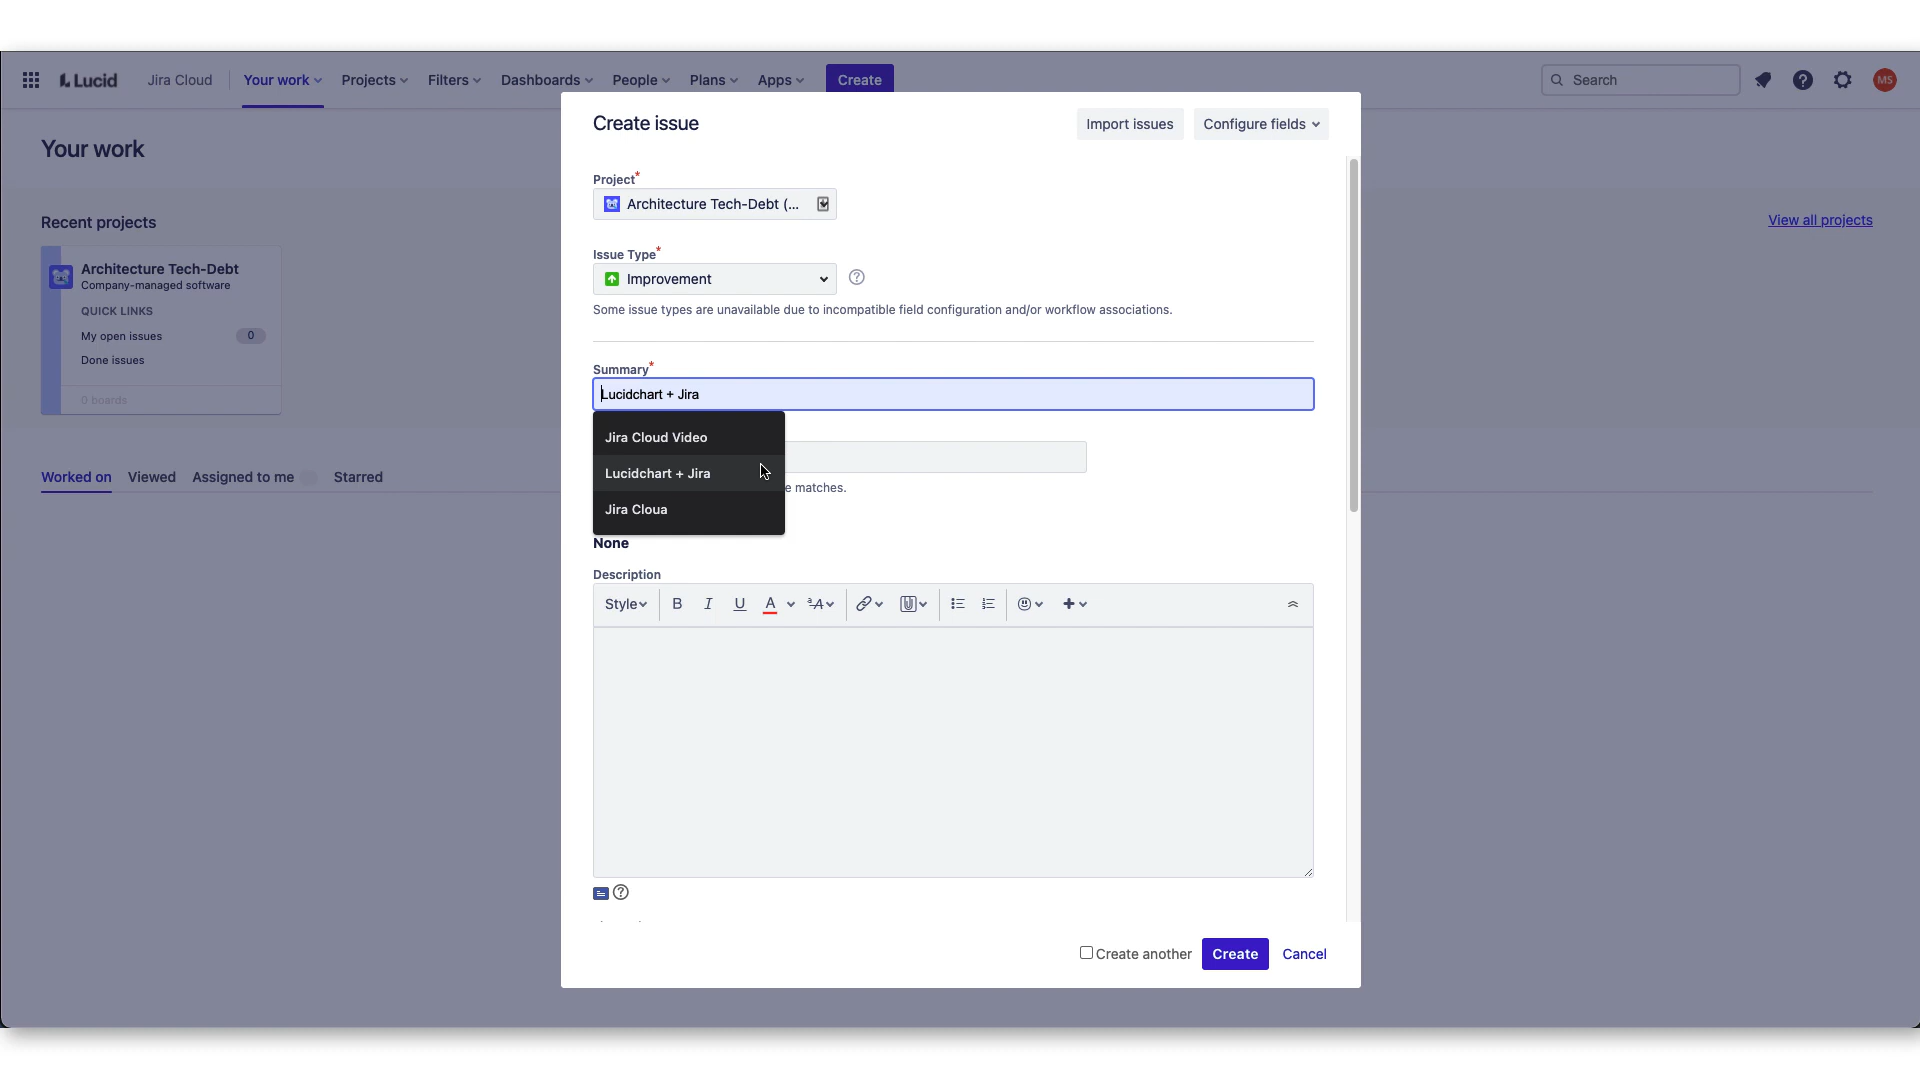 Lucid Jira Cloud Your work Projects Filters Dashboards People Plans Apps Create Search MS
Your work
Recent projects
View all projects
Architecture Tech-Debt
Company-managed software
QUICK LINKS
My open issues 0
Done issues
0 boards
Worked on Viewed Assigned to me Starred
Create issue
Import issues Configure fields
Project*
Architecture Tech-Debt (...
Issue Type*
Improvement
Some issue types are unavailable due to incompatible field configuration and/or workflow associations.
Summary*
Lucidchart + Jira
Jira Cloud Video
Lucidchart + Jira
Jira Cloua
e matches.
None
Description
Style B I U A A
Create another Create Cancel